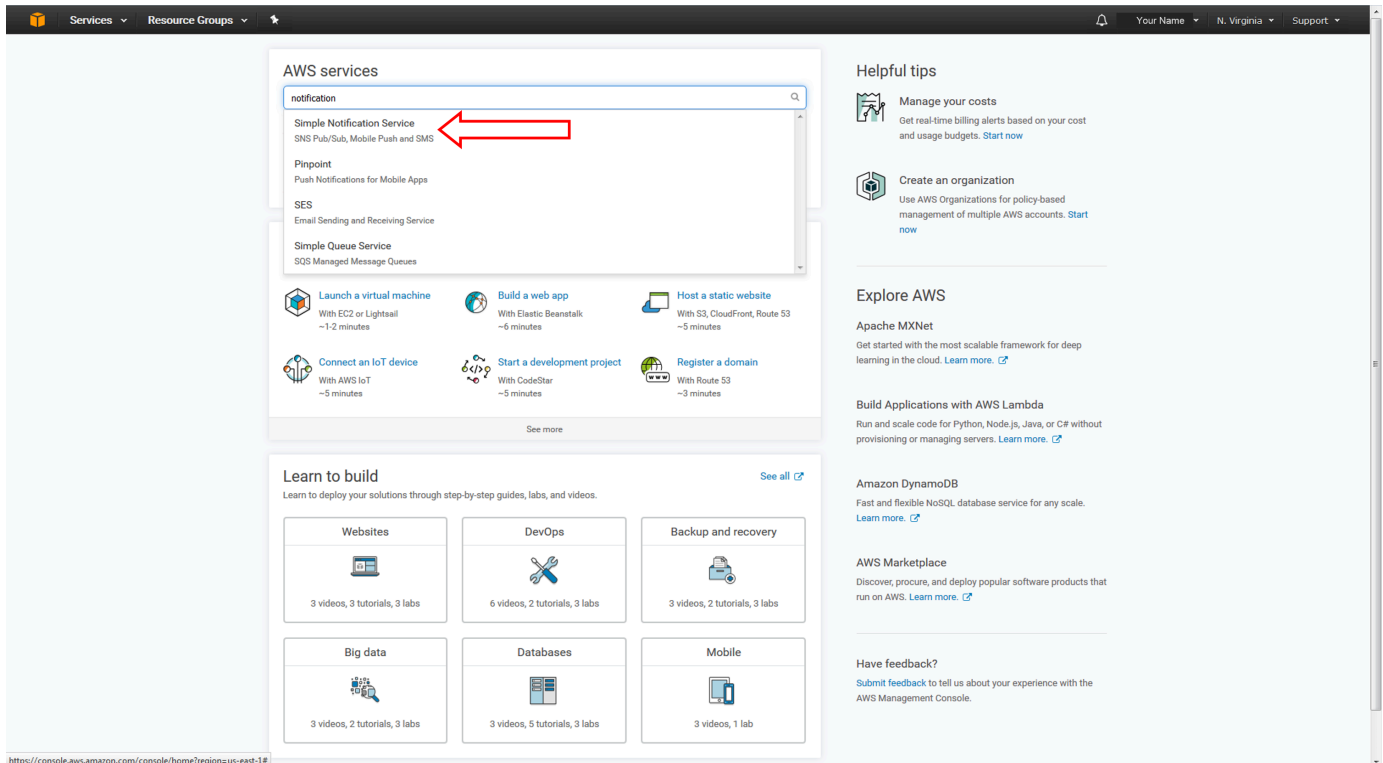 Services
Resource Groups
Your Name
N. Virginia
Support
AWS services
notification
Simple Notification Service
SNS Pub/Sub, Mobile Push and SMS
Pinpoint
Push Notifications for Mobile Apps
SES
Email Sending and Receiving Service
Simple Queue Service
SQS Managed Message Queues
Launch a virtual machine
With EC2 or Lightsail
~1-2 minutes
Build a web app
With Elastic Beanstalk
~6 minutes
Host a static website
With S3, CloudFront, Route 53
~5 minutes
Connect an IoT device
With AWS IoT
~5 minutes
Start a development project
With CodeStar
~5 minutes
Register a domain
With Route 53
~3 minutes
See more
Learn to build
See all
Learn to deploy your solutions through step-by-step guides, labs, and videos.
Websites
3 videos, 3 tutorials, 3 labs
DevOps
6 videos, 2 tutorials, 3 labs
Backup and recovery
3 videos, 2 tutorials, 3 labs
Big data
3 videos, 2 tutorials, 3 labs
Databases
3 videos, 5 tutorials, 3 labs
Mobile
3 videos, 1 lab
Helpful tips
Manage your costs
Get real-time billing alerts based on your cost
and usage budgets. Start now
Create an organization
Use AWS Organizations for policy-based
management of multiple AWS accounts. Start
now
Explore AWS
Apache MXNet
Get started with the most scalable framework for deep
learning in the cloud. Learn more.
Build Applications with AWS Lambda
Run and scale code for Python, Node.js, Java, or C# without
provisioning or managing servers. Learn more.
Amazon DynamoDB
Fast and flexible NoSQL database service for any scale.
Learn more.
AWS Marketplace
Discover, procure, and deploy popular software products that
run on AWS. Learn more.
Have feedback?
Submit feedback to tell us about your experience with the
AWS Management Console.
https://console.aws.amazon.com/console/home?region=us-east-1#